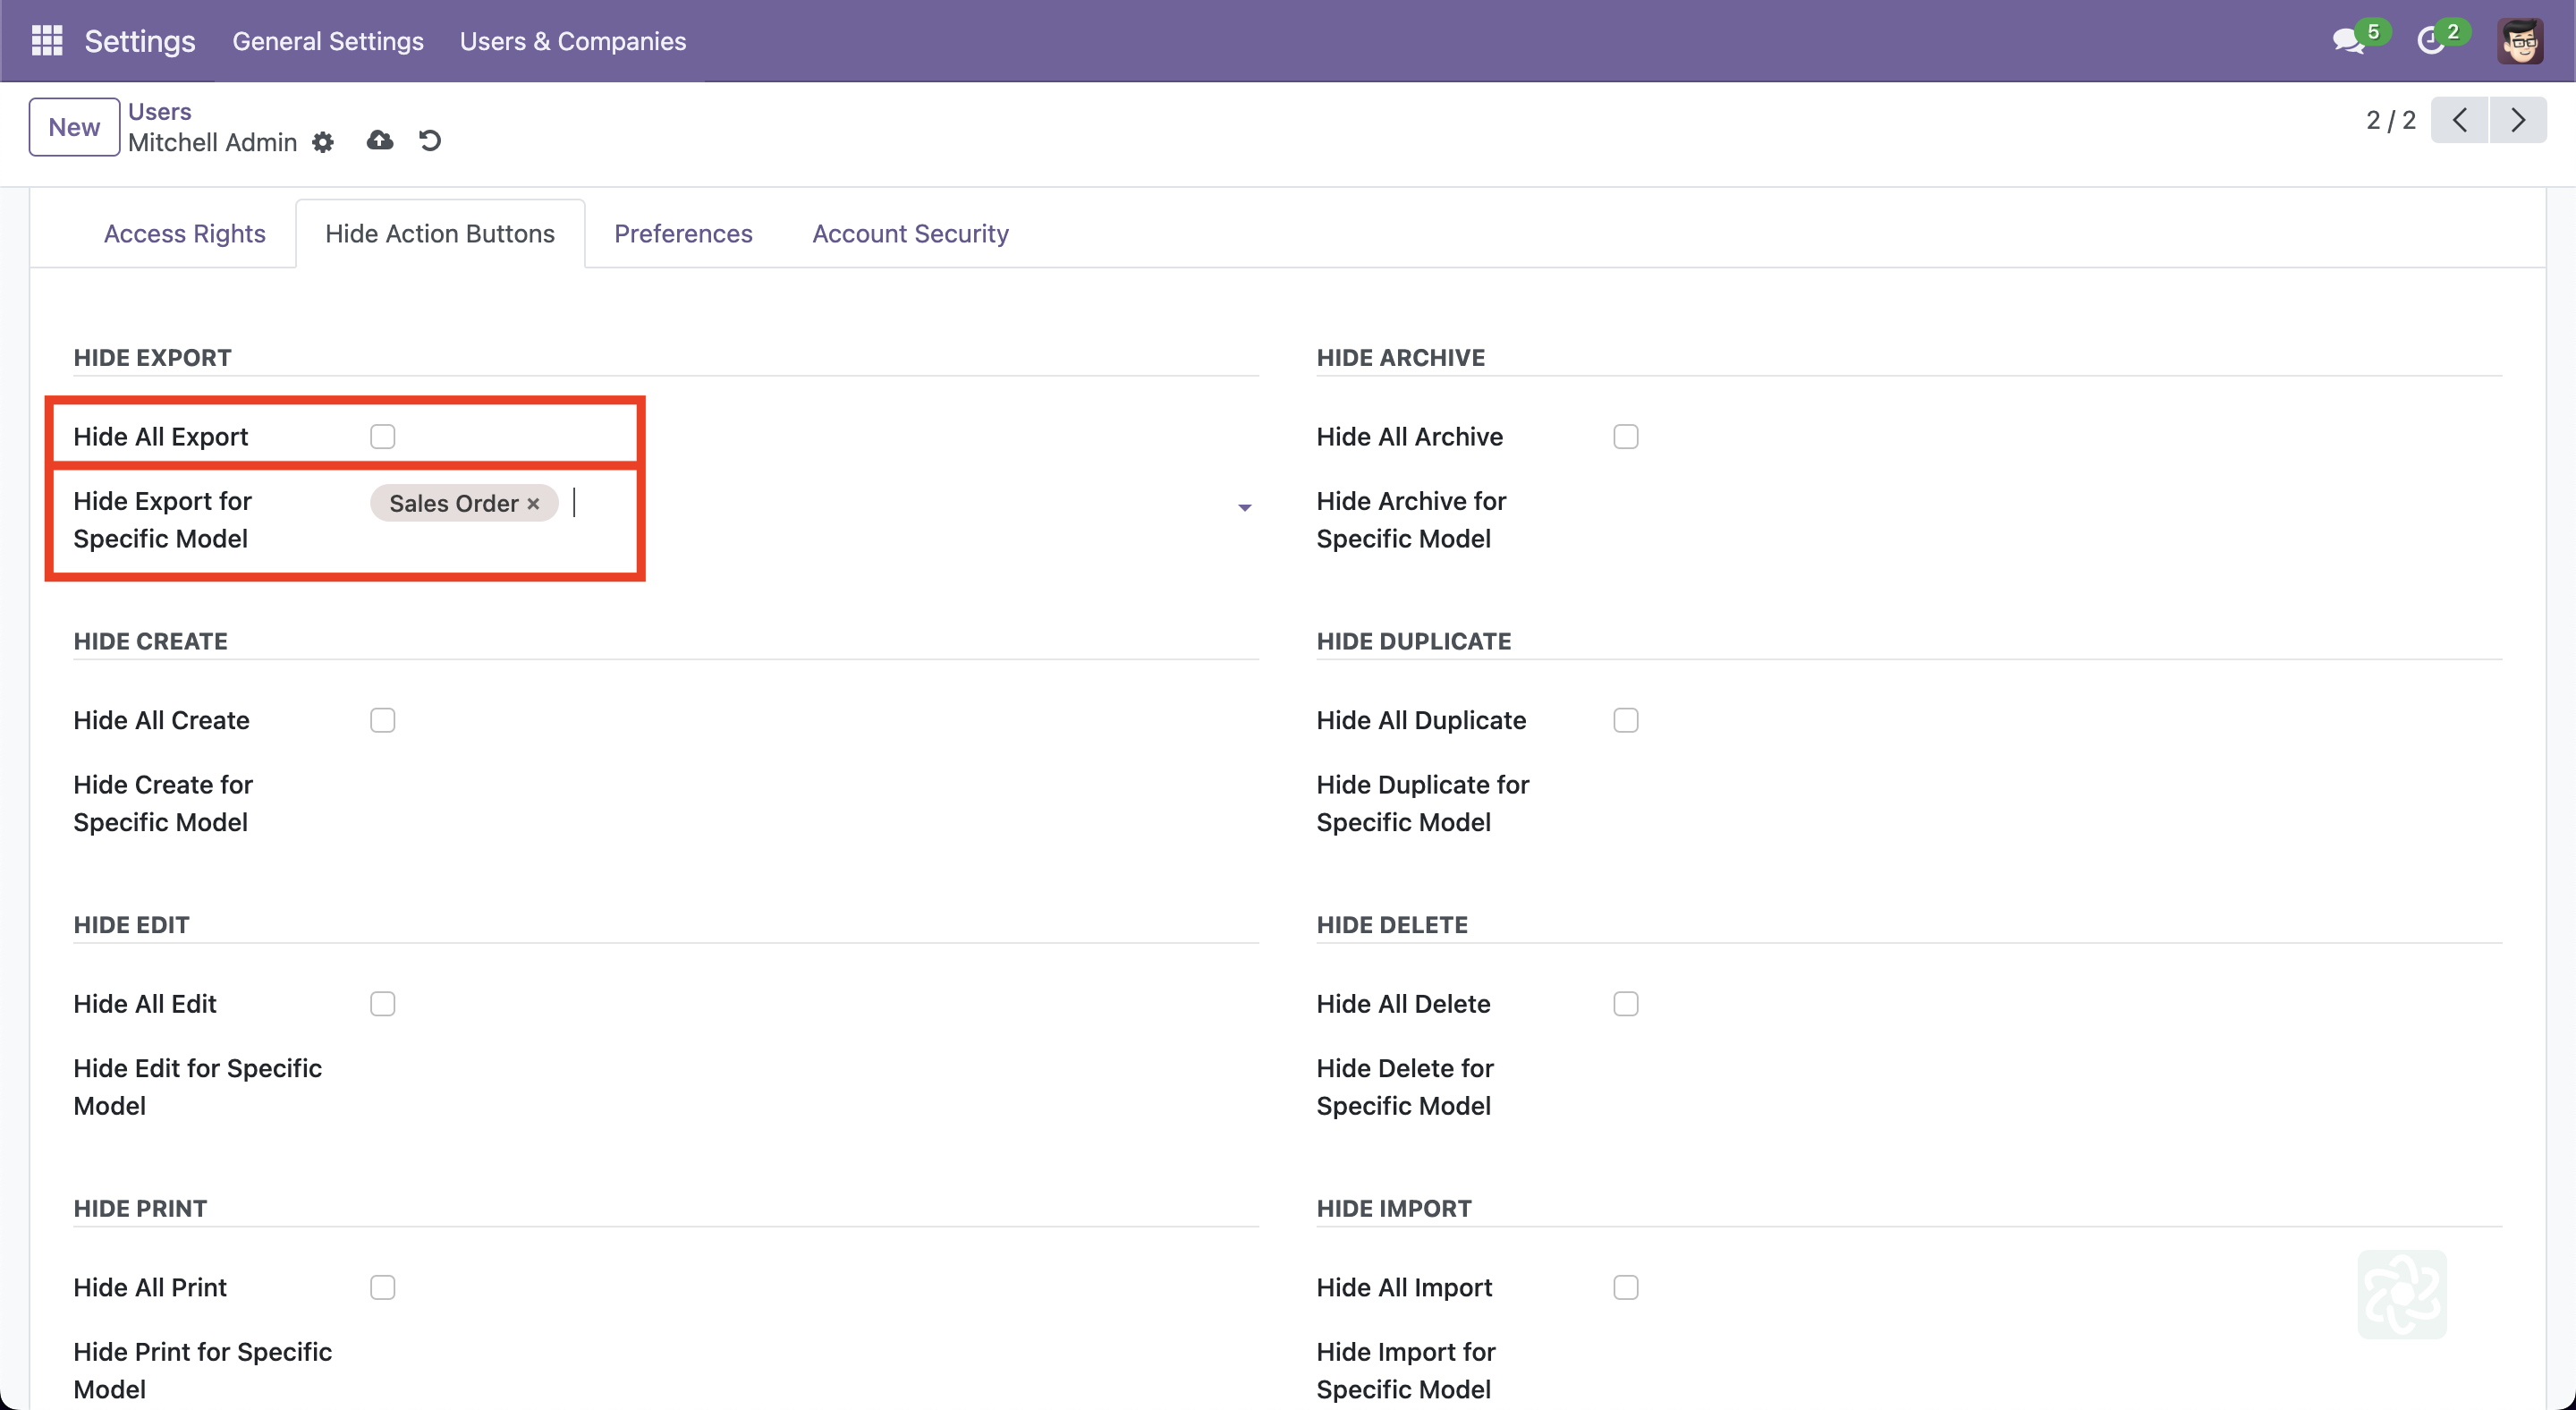 Settings General Settings Users & Companies 5 2
New Users
Mitchell Admin
2 / 2
Access Rights Hide Action Buttons Preferences Account Security
HIDE EXPORT
Hide All Export
Hide Export for
Specific Model
Sales Order ×
HIDE ARCHIVE
Hide All Archive
Hide Archive for
Specific Model
HIDE CREATE
Hide All Create
Hide Create for
Specific Model
HIDE DUPLICATE
Hide All Duplicate
Hide Duplicate for
Specific Model
HIDE EDIT
Hide All Edit
Hide Edit for Specific
Model
HIDE DELETE
Hide All Delete
Hide Delete for
Specific Model
HIDE PRINT
Hide All Print
Hide Print for Specific
Model
HIDE IMPORT
Hide All Import
Hide Import for
Specific Model